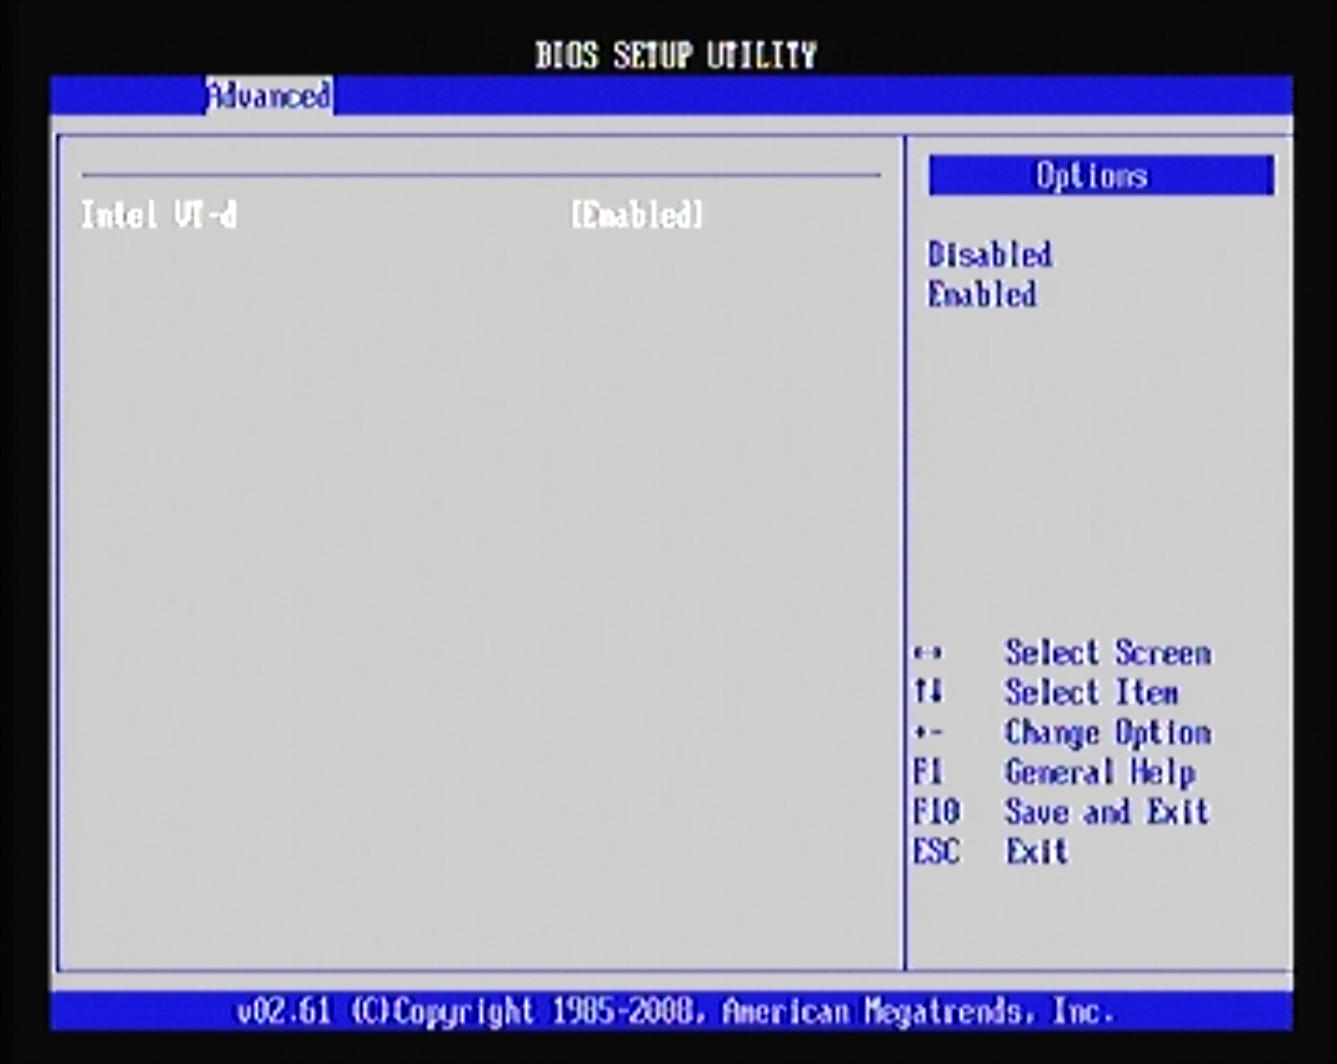 BIOS SETUP UTILITY
Advanced
Intel VT-d [Enabled]
Options
Disabled
Enabled
↔ Select Screen
↑↓ Select Item
+- Change Option
F1 General Help
F10 Save and Exit
ESC Exit
v02.61 (C)Copyright 1985-2008, American Megatrends, Inc.